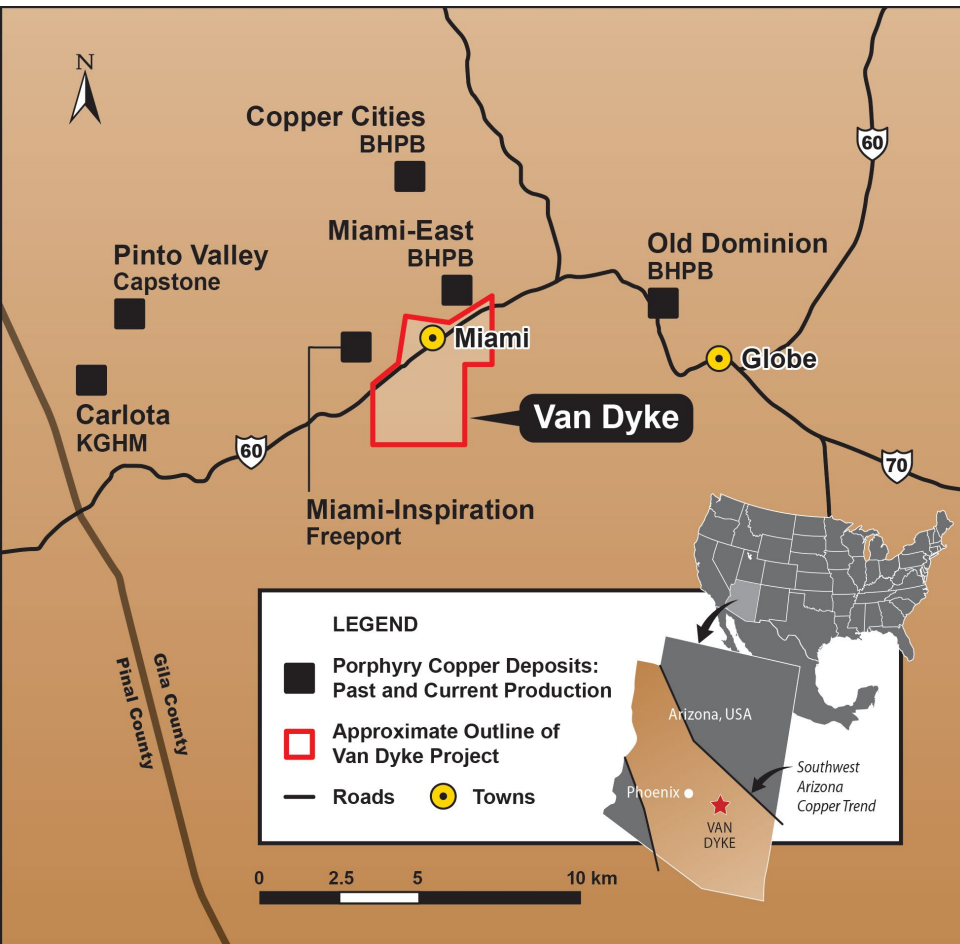 N
Copper Cities
BHPB
60
Miami-East
BHPB
Old Dominion
BHPB
Pinto Valley
Capstone
Miami
Globe
Carlota
KGHM
Van Dyke
60
70
Miami-Inspiration
Freeport
Gila County
Pinal County
LEGEND
Porphyry Copper Deposits:
Past and Current Production
Approximate Outline of
Van Dyke Project
Roads
Towns
Arizona, USA
Phoenix
VAN
DYKE
Southwest
Arizona
Copper Trend
0 2.5 5 10 km